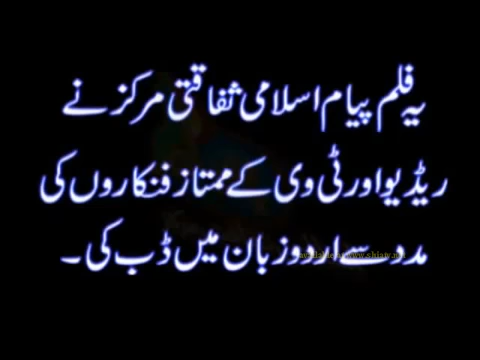 یہ فلم پیام اسلامی ثقافتی مرکز نے
ریڈیو اور ٹی وی کے ممتاز فنکاروں کی
مدد سے اردو زبان میں ڈب کی۔